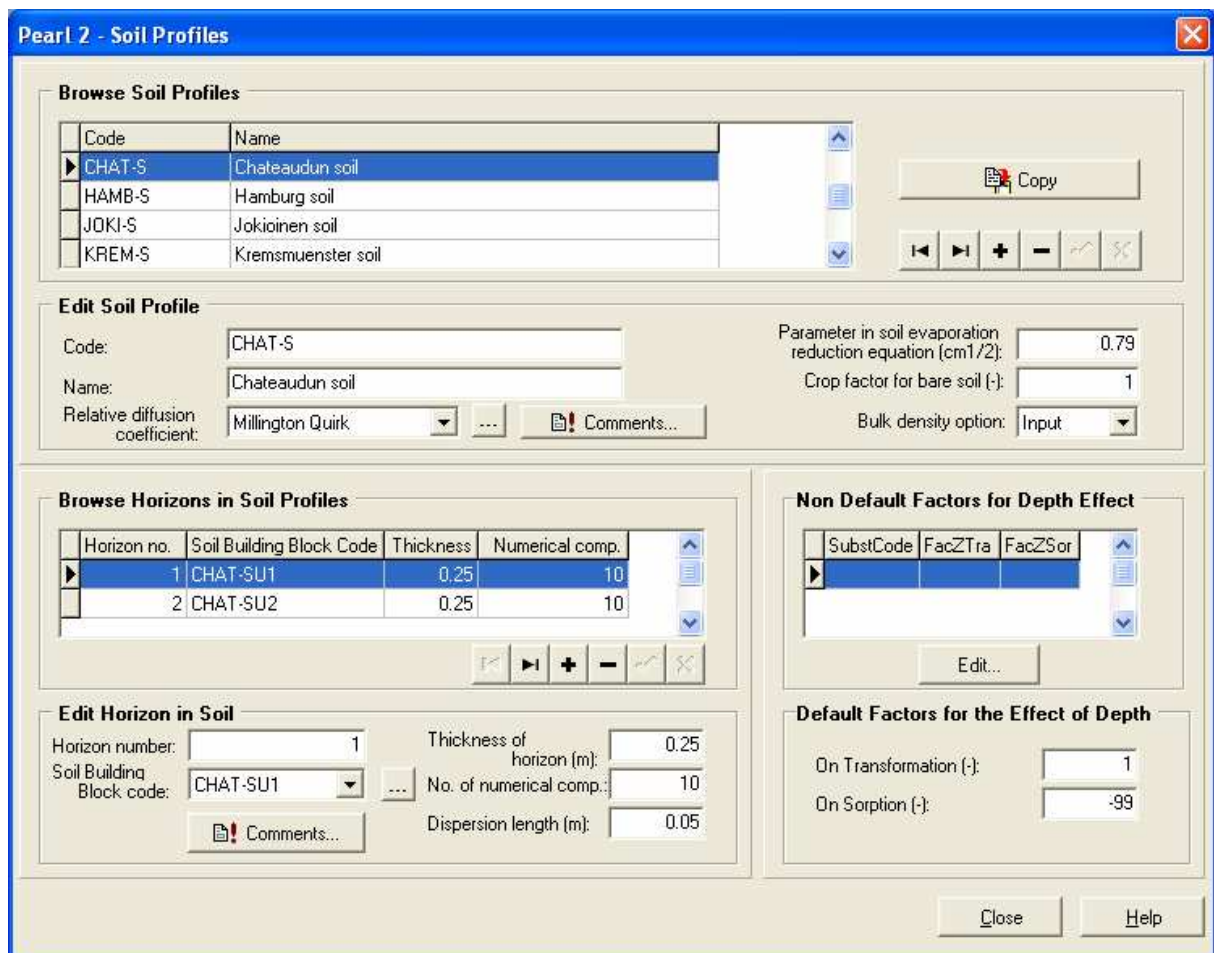 Pearl 2 - Soil Profiles
Browse Soil Profiles
Code Name
CHAT-S Chateaudun soil
HAMB-S Hamburg soil
JOKI-S Jokioinen soil
KREM-S Kremsmuenster soil
Copy
Edit Soil Profile
Code: CHAT-S
Name: Chateaudun soil
Relative diffusion
coefficient: Millington Quirk ... Comments...
Parameter in soil evaporation
reduction equation (cm1/2): 0.79
Crop factor for bare soil (-): 1
Bulk density option: Input
Browse Horizons in Soil Profiles
Horizon no. Soil Building Block Code Thickness Numerical comp.
1 CHAT-SU1 0.25 10
2 CHAT-SU2 0.25 10
Non Default Factors for Depth Effect
SubstCode FacZTra FacZSor
Edit...
Edit Horizon in Soil
Horizon number: 1
Soil Building
Block code: CHAT-SU1 ...
Comments...
Thickness of
horizon (m): 0.25
No. of numerical comp.: 10
Dispersion length (m): 0.05
Default Factors for the Effect of Depth
On Transformation (-): 1
On Sorption (-): -99
Close Help